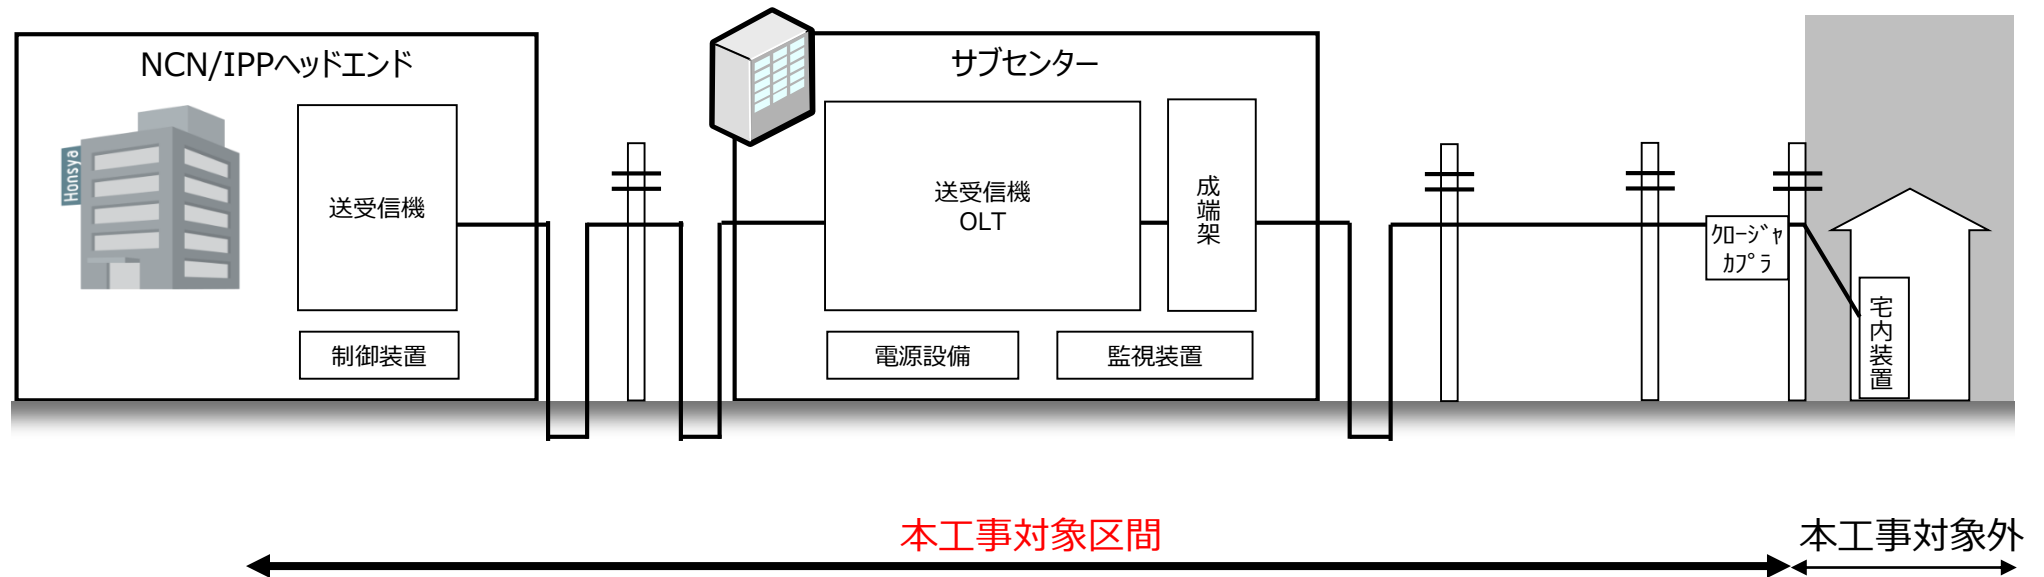 NCN/IPPヘッドエンド
Honsya
送受信機
制御装置
サブセンター
送受信機
OLT
成端架
電源設備
監視装置
ｸﾛｰｼﾞｬ
ｶﾌﾟﾗ
宅内装置
本工事対象区間
本工事対象外